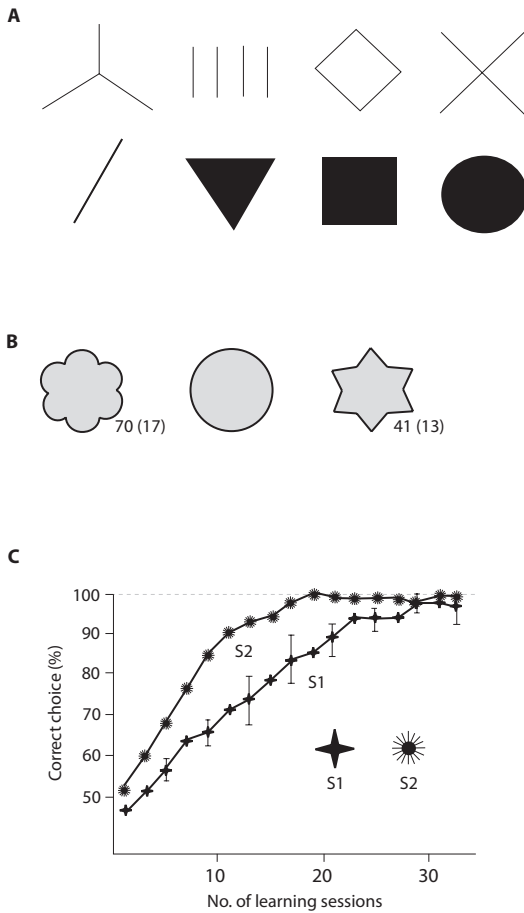 A
B
70 (17)
41 (13)
C
100
90
80
70
60
50
Correct choice (%)
S2
S1
S1
S2
10
20
30
No. of learning sessions